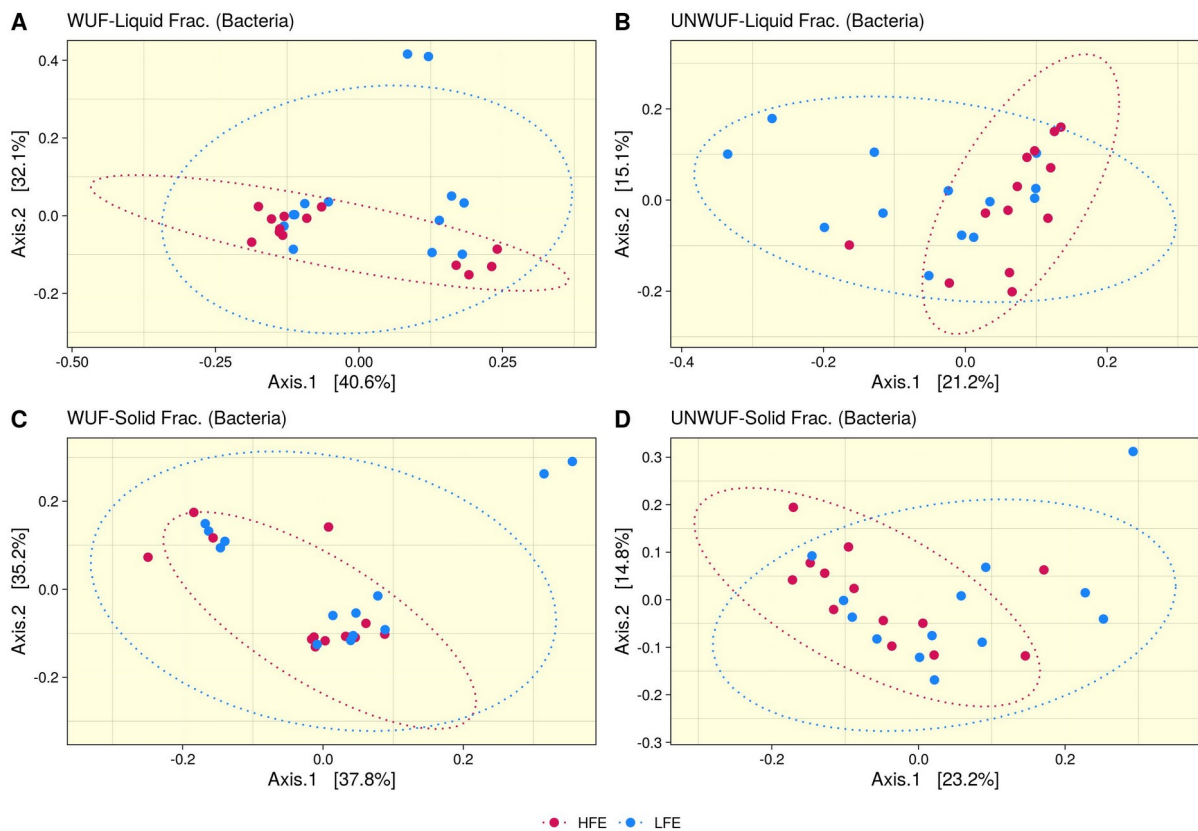 A WUF-Liquid Frac. (Bacteria)
0.4
0.2
0.0
-0.2
Axis.2 [32.1%]
-0.50 -0.25 0.00 0.25
Axis.1 [40.6%]
B UNWUF-Liquid Frac. (Bacteria)
0.2
0.0
-0.2
Axis.2 [15.1%]
-0.4 -0.2 0.0 0.2
Axis.1 [21.2%]
C WUF-Solid Frac. (Bacteria)
0.2
0.0
-0.2
Axis.2 [35.2%]
-0.2 0.0 0.2
Axis.1 [37.8%]
D UNWUF-Solid Frac. (Bacteria)
0.3
0.2
0.1
0.0
-0.1
-0.2
-0.3
Axis.2 [14.8%]
-0.2 0.0 0.2
Axis.1 [23.2%]
HFE LFE